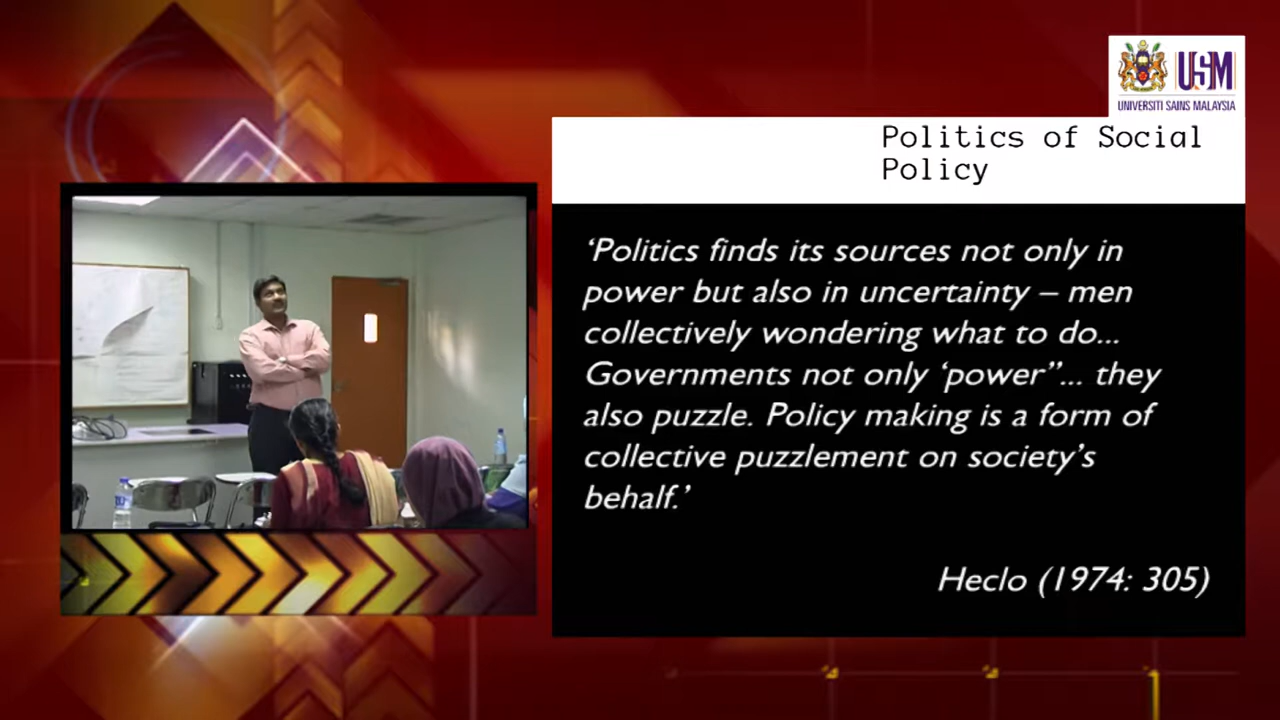 USM
UNIVERSITI SAINS MALAYSIA
Politics of Social
Policy
‘Politics finds its sources not only in
power but also in uncertainty – men
collectively wondering what to do...
Governments not only ‘power’’... they
also puzzle. Policy making is a form of
collective puzzlement on society’s
behalf.’
Heclo (1974: 305)